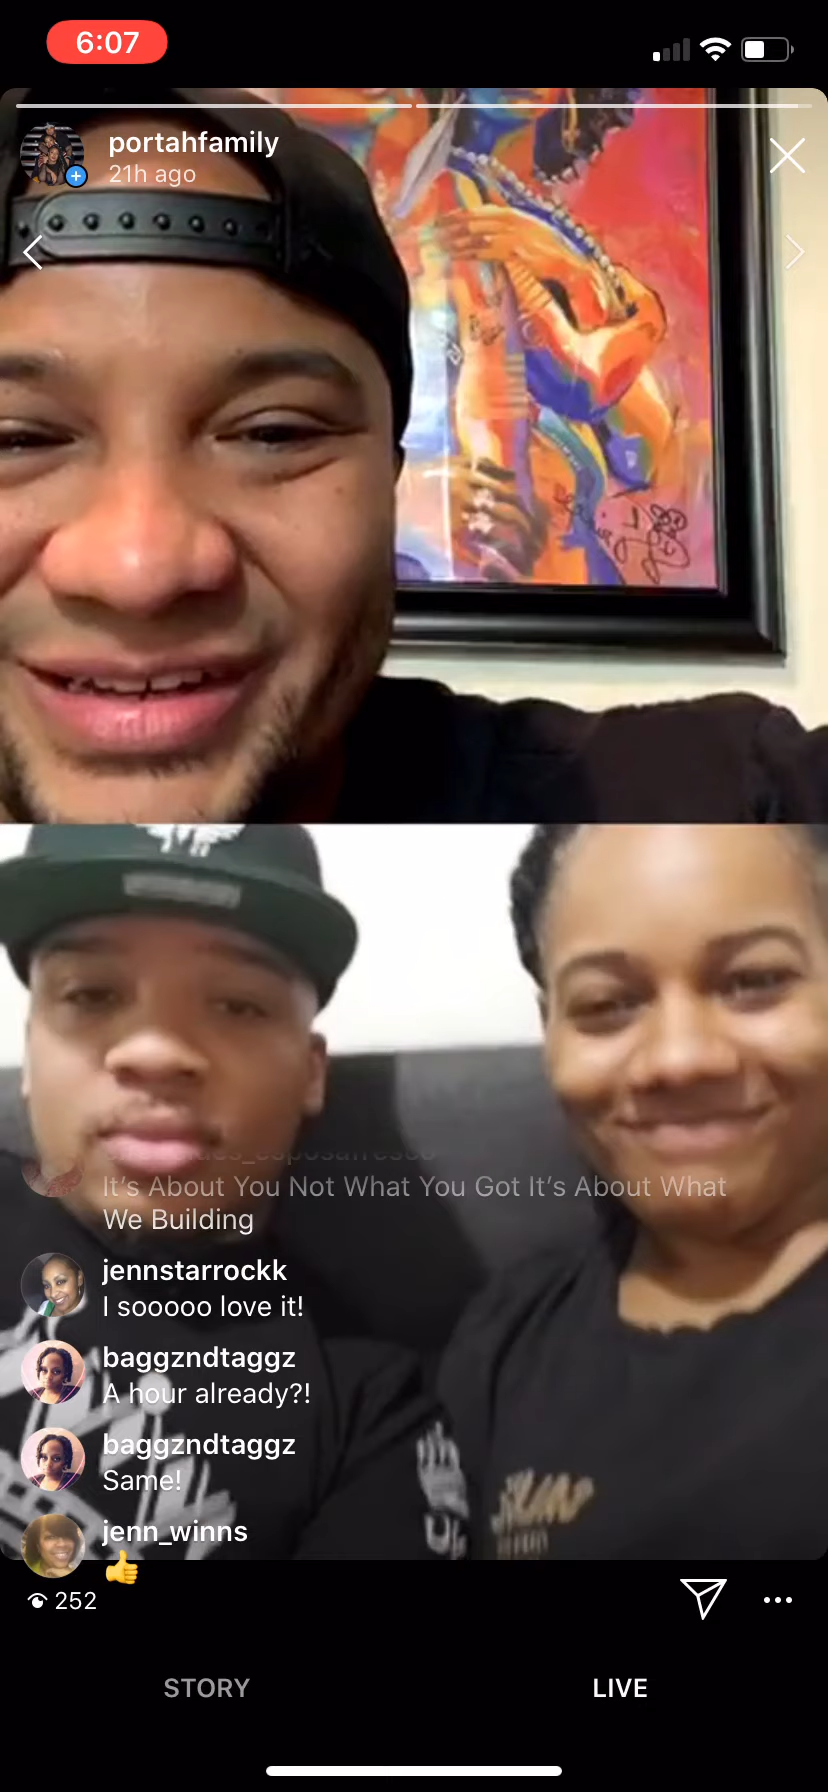 6:07
portahfamily
21h ago
It's About You Not What You Got It's About What
We Building
jennstarrockk
I sooooo love it!
baggzndtaggz
A hour already?!
baggzndtaggz
Same!
jenn_winns
👍
252
STORY
LIVE